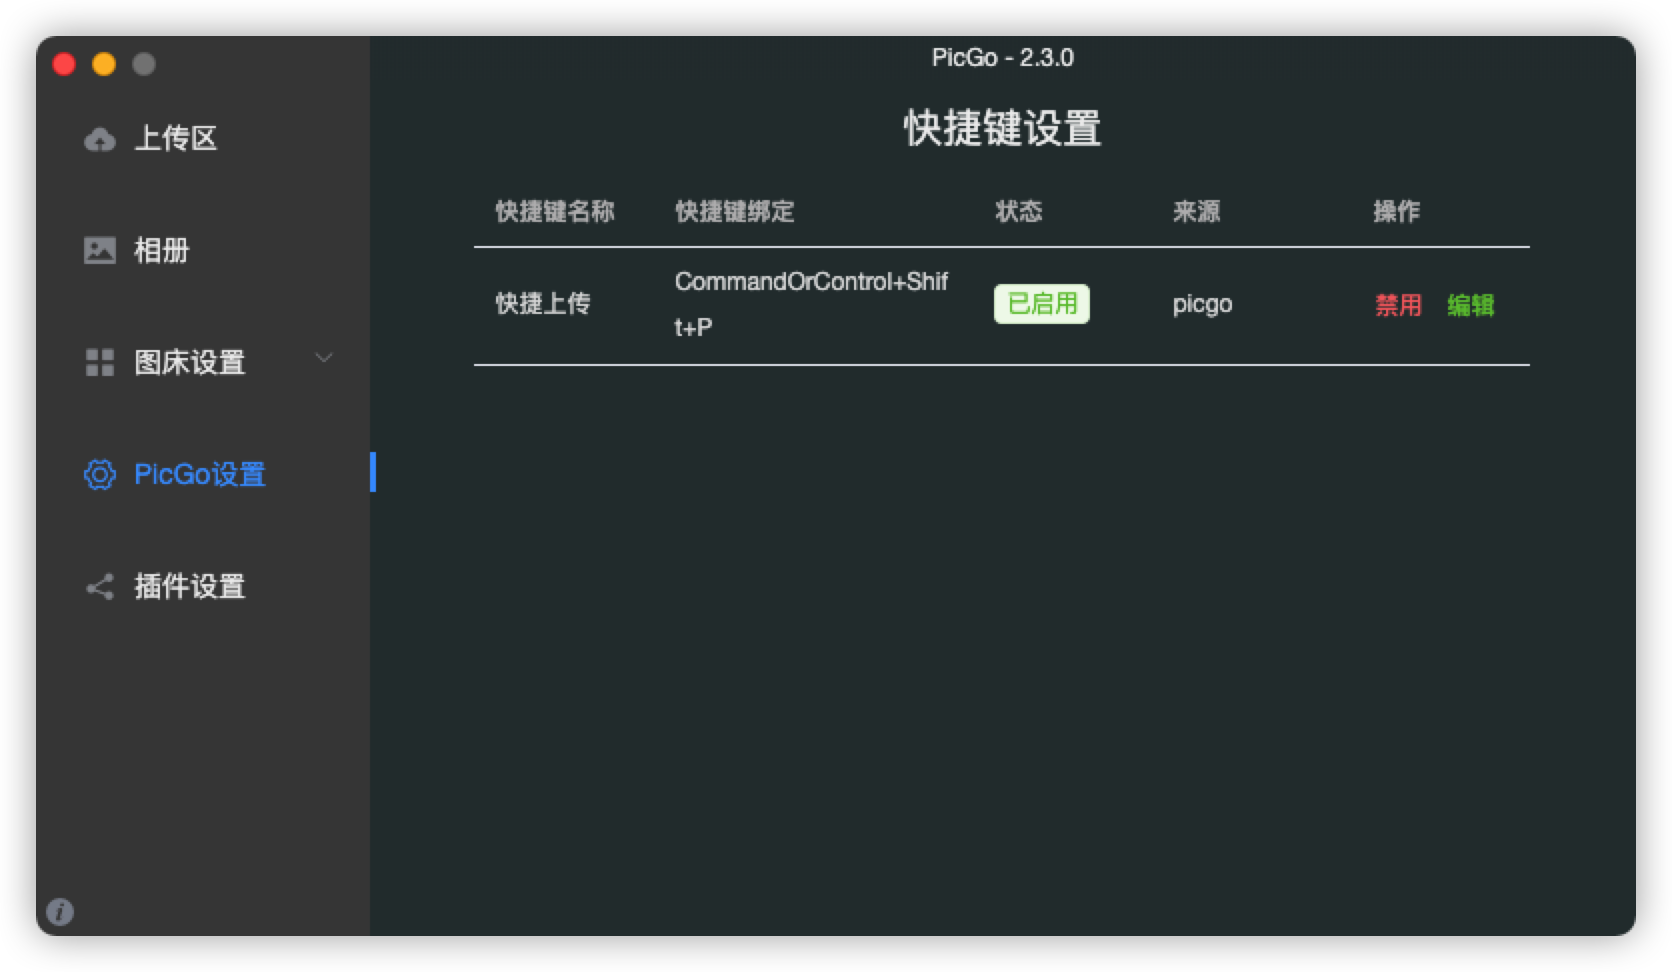 PicGo - 2.3.0
上传区
相册
图床设置
PicGo设置
插件设置
快捷键设置
快捷键名称 快捷键绑定 状态 来源 操作
快捷上传 CommandOrControl+Shif
t+P 已启用 picgo 禁用 编辑